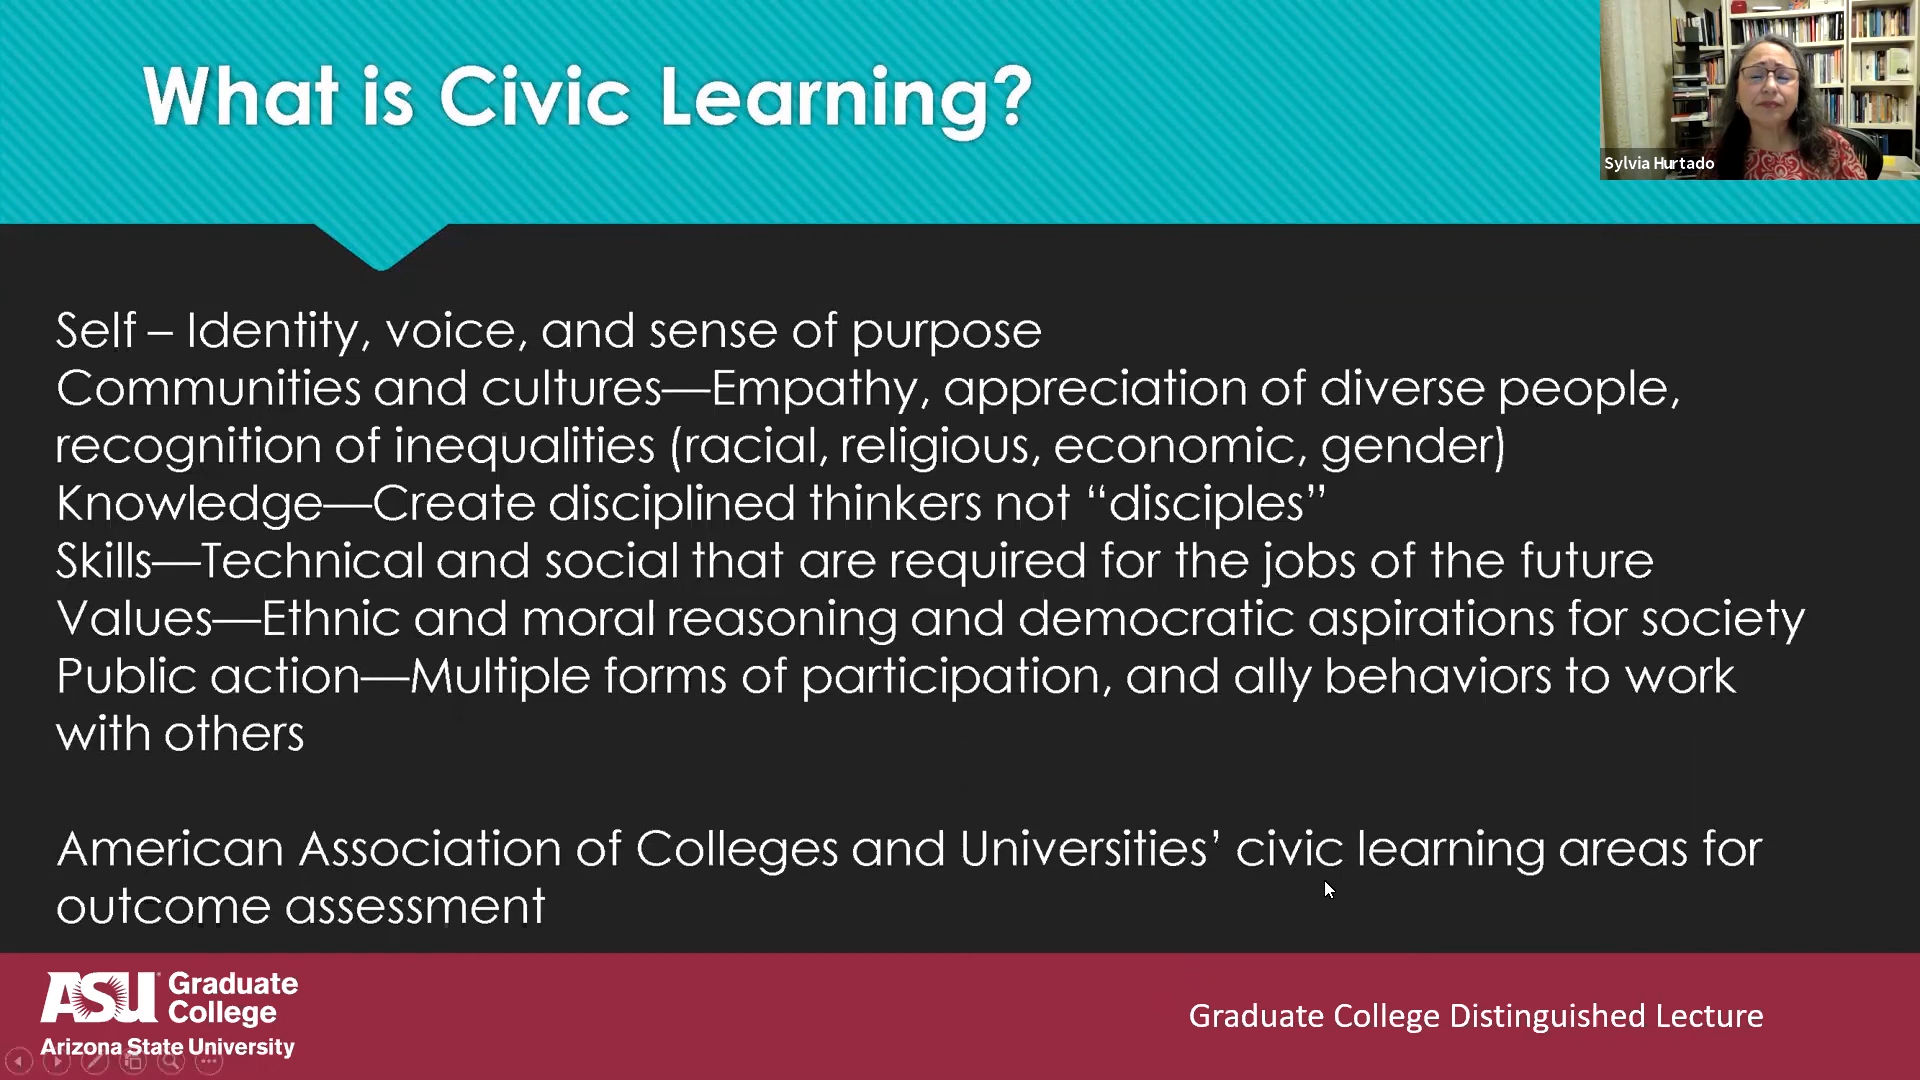 What is Civic Learning?
Sylvia Hurtado
Self – Identity, voice, and sense of purpose
Communities and cultures—Empathy, appreciation of diverse people,
recognition of inequalities (racial, religious, economic, gender)
Knowledge—Create disciplined thinkers not “disciples”
Skills—Technical and social that are required for the jobs of the future
Values—Ethnic and moral reasoning and democratic aspirations for society
Public action—Multiple forms of participation, and ally behaviors to work
with others
American Association of Colleges and Universities’ civic learning areas for
outcome assessment
ASU Graduate
College
Arizona State University
Graduate College Distinguished Lecture